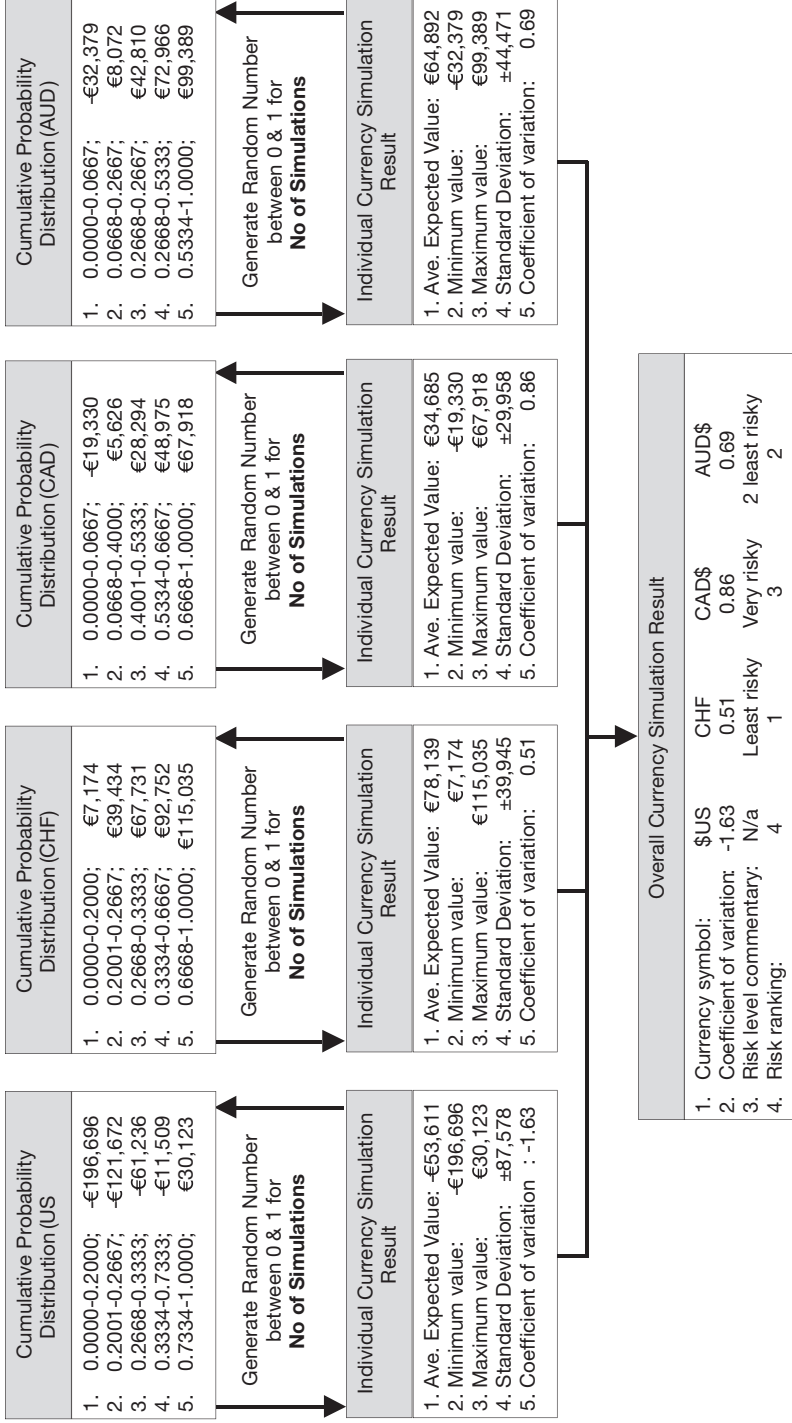 Cumulative Probability
Distribution (US
1. 0.0000-0.2000; -€196,696
2. 0.2001-0.2667; -€121,672
3. 0.2668-0.3333; -€61,236
4. 0.3334-0.7333; -€11,509
5. 0.7334-1.0000; €30,123
Generate Random Number
between 0 & 1 for
No of Simulations
Individual Currency Simulation
Result
1. Ave. Expected Value: -€53,611
2. Minimum value: -€196,696
3. Maximum value: €30,123
4. Standard Deviation: ±87,578
5. Coefficient of variation : -1.63
Cumulative Probability
Distribution (CHF)
1. 0.0000-0.2000; €7,174
2. 0.2001-0.2667; €39,434
3. 0.2668-0.3333; €67,731
4. 0.3334-0.6667; €92,752
5. 0.6668-1.0000; €115,035
Generate Random Number
between 0 & 1 for
No of Simulations
Individual Currency Simulation
Result
1. Ave. Expected Value: €78,139
2. Minimum value: €7,174
3. Maximum value: €115,035
4. Standard Deviation: ±39,945
5. Coefficient of variation: 0.51
Cumulative Probability
Distribution (CAD)
1. 0.0000-0.0667; -€19,330
2. 0.0668-0.4000; €5,626
3. 0.4001-0.5333; €28,294
4. 0.5334-0.6667; €48,975
5. 0.6668-1.0000; €67,918
Generate Random Number
between 0 & 1 for
No of Simulations
Individual Currency Simulation
Result
1. Ave. Expected Value: €34,685
2. Minimum value: -€19,330
3. Maximum value: €67,918
4. Standard Deviation: ±29,958
5. Coefficient of variation: 0.86
Cumulative Probability
Distribution (AUD)
1. 0.0000-0.0667; -€32,379
2. 0.0668-0.2667; €8,072
3. 0.2668-0.2667; €42,810
4. 0.2668-0.5333; €72,966
5. 0.5334-1.0000; €99,389
Generate Random Number
between 0 & 1 for
No of Simulations
Individual Currency Simulation
Result
1. Ave. Expected Value: €64,892
2. Minimum value: -€32,379
3. Maximum value: €99,389
4. Standard Deviation: ±44,471
5. Coefficient of variation: 0.69
Overall Currency Simulation Result
1. Currency symbol: $US CHF CAD$ AUD$
2. Coefficient of variation: -1.63 0.51 0.86 0.69
3. Risk level commentary: N/a Least risky Very risky 2 least risky
4. Risk ranking: 4 1 3 2